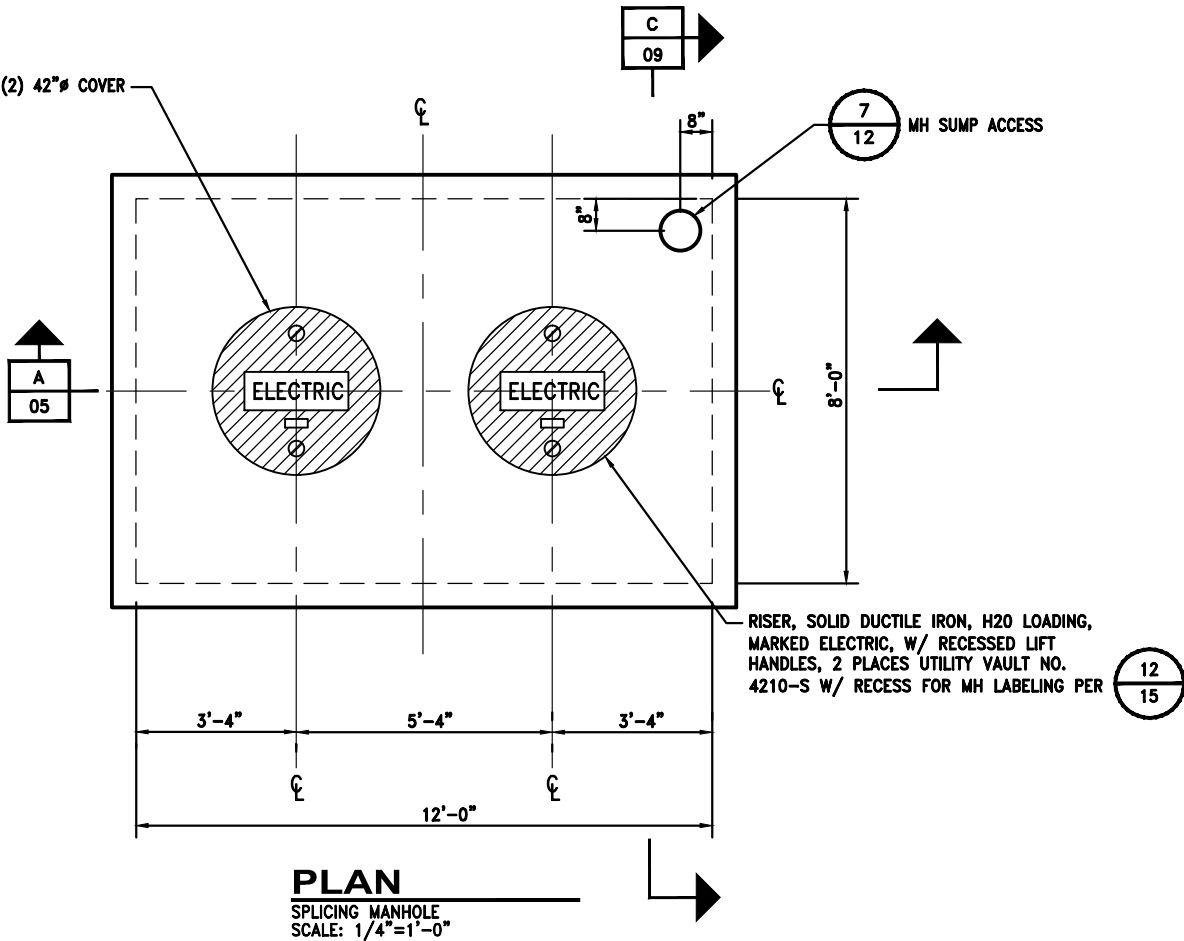 C
09
(2) 42"ø COVER
℄
8"
7
12
MH SUMP ACCESS
8"
A
05
ELECTRIC
ELECTRIC
℄
8'-0"
RISER, SOLID DUCTILE IRON, H20 LOADING,
MARKED ELECTRIC, W/ RECESSED LIFT
HANDLES, 2 PLACES UTILITY VAULT NO.
4210-S W/ RECESS FOR MH LABELING PER
12
15
3'-4"
5'-4"
3'-4"
℄
℄
12'-0"
PLAN
SPLICING MANHOLE
SCALE: 1/4"=1'-0"